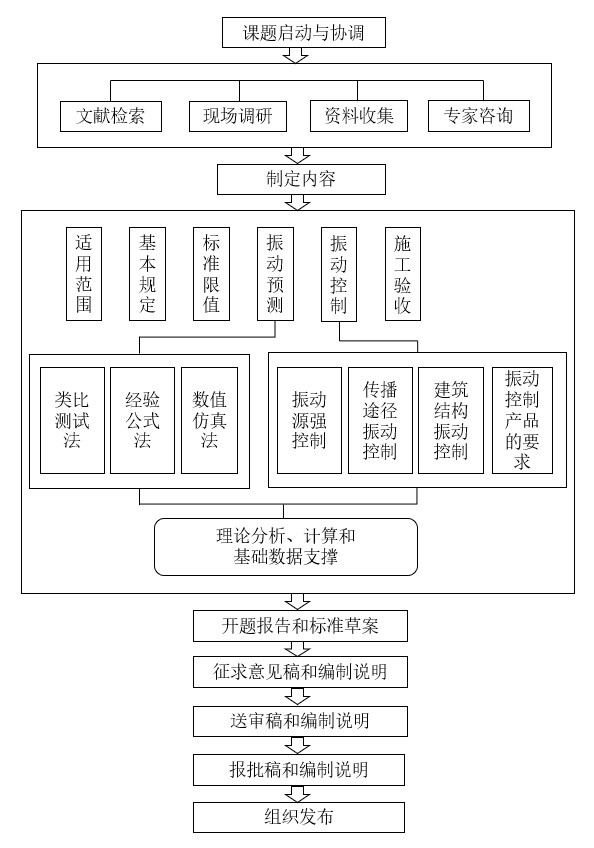 课题启动与协调
文献检索
现场调研
资料收集
专家咨询
制定内容
适用范围
基本规定
标准限值
振动预测
振动控制
施工验收
类比
测试
法
经验
公式
法
数值
仿真
法
振动
源强
控制
传播
途径
振动
控制
建筑
结构
振动
控制
振动
控制
产品
的要
求
理论分析、计算和
基础数据支撑
开题报告和标准草案
征求意见稿和编制说明
送审稿和编制说明
报批稿和编制说明
组织发布